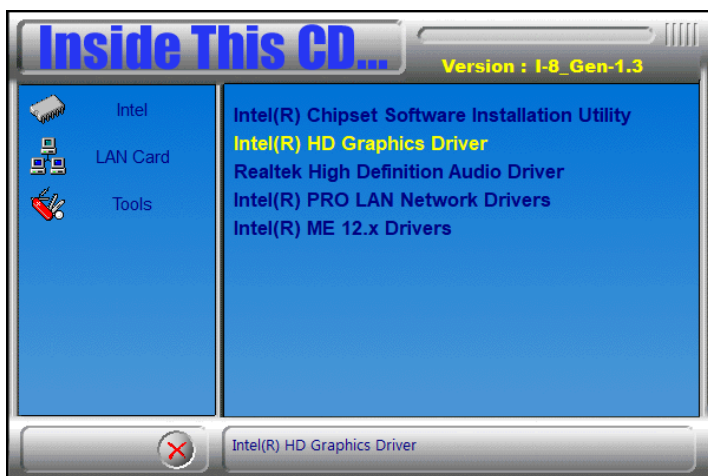 Inside This CD...
Version : I-8_Gen-1.3
Intel
LAN Card
Tools
Intel(R) Chipset Software Installation Utility
Intel(R) HD Graphics Driver
Realtek High Definition Audio Driver
Intel(R) PRO LAN Network Drivers
Intel(R) ME 12.x Drivers
Intel(R) HD Graphics Driver